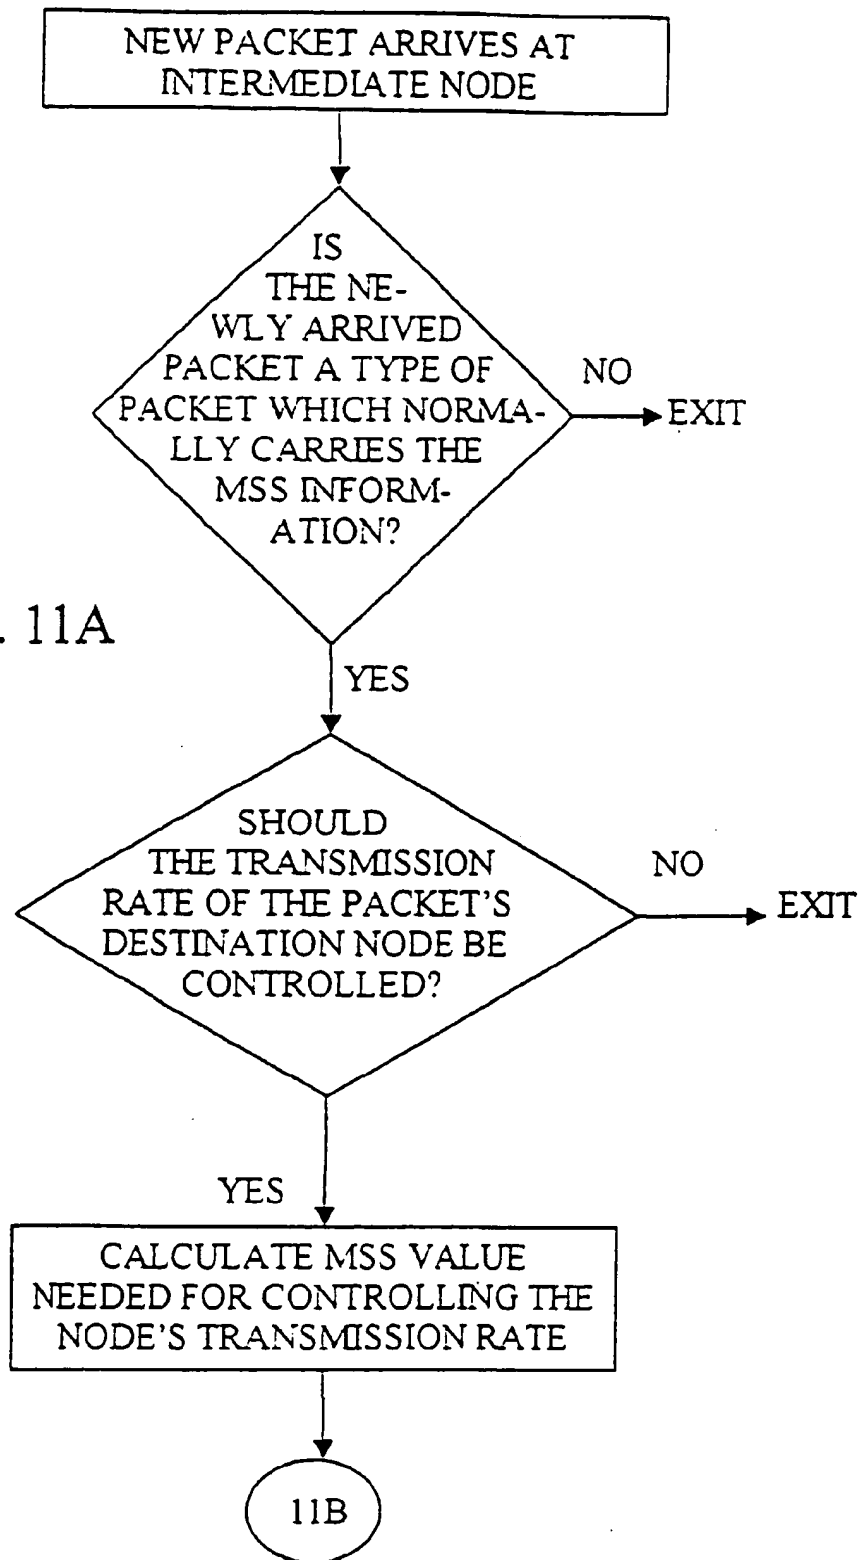 NEW PACKET ARRIVES AT
INTERMEDIATE NODE
IS
THE NE-
WLY ARRIVED
PACKET A TYPE OF
PACKET WHICH NORMA-
LLY CARRIES THE
MSS INFORM-
ATION?
NO
EXIT
. 11A
YES
SHOULD
THE TRANSMISSION
RATE OF THE PACKET'S
DESTINATION NODE BE
CONTROLLED?
NO
EXIT
YES
CALCULATE MSS VALUE
NEEDED FOR CONTROLLING THE
NODE'S TRANSMISSION RATE
11B